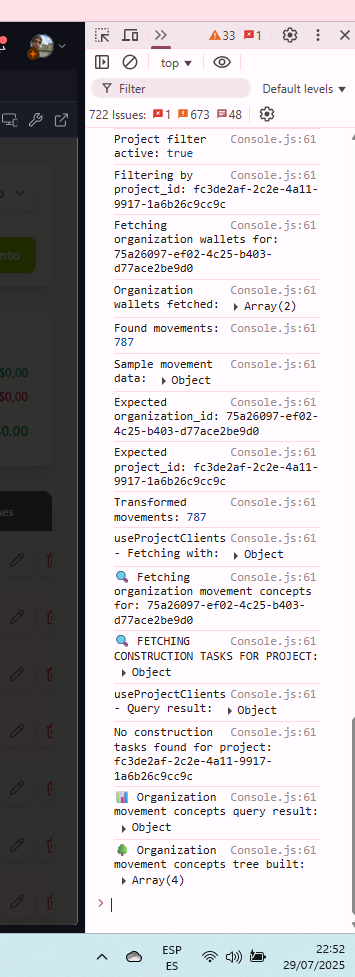 33 1
top
Filter Default levels
722 Issues: 1 673 48
Project filter active: true Console.js:61
Filtering by Console.js:61
project_id: fc3de2af-2c2e-4a11-
9917-1a6b26c9cc9c
Fetching Console.js:61
organization wallets for:
75a26097-ef02-4c25-b403-
d77ace2be9d0
Organization Console.js:61
wallets fetched: Array(2)
Found movements: Console.js:61
787
Sample movement Console.js:61
data: Object
Expected Console.js:61
organization_id: 75a26097-ef02-
4c25-b403-d77ace2be9d0
Expected Console.js:61
project_id: fc3de2af-2c2e-4a11-
9917-1a6b26c9cc9c
Transformed Console.js:61
movements: 787
useProjectClients Console.js:61
- Fetching with: Object
Fetching Console.js:61
organization movement concepts
for: 75a26097-ef02-4c25-b403-
d77ace2be9d0
FETCHING Console.js:61
CONSTRUCTION TASKS FOR PROJECT:
Object
useProjectClients Console.js:61
- Query result: Object
No construction Console.js:61
tasks found for project:
fc3de2af-2c2e-4a11-9917-
1a6b26c9cc9c
Organization Console.js:61
movement concepts query result:
Object
Organization Console.js:61
movement concepts tree built:
Array(4)
nto
$0,00
$0,00
$0,00
nes
ESP
ES
22:52
29/07/2025